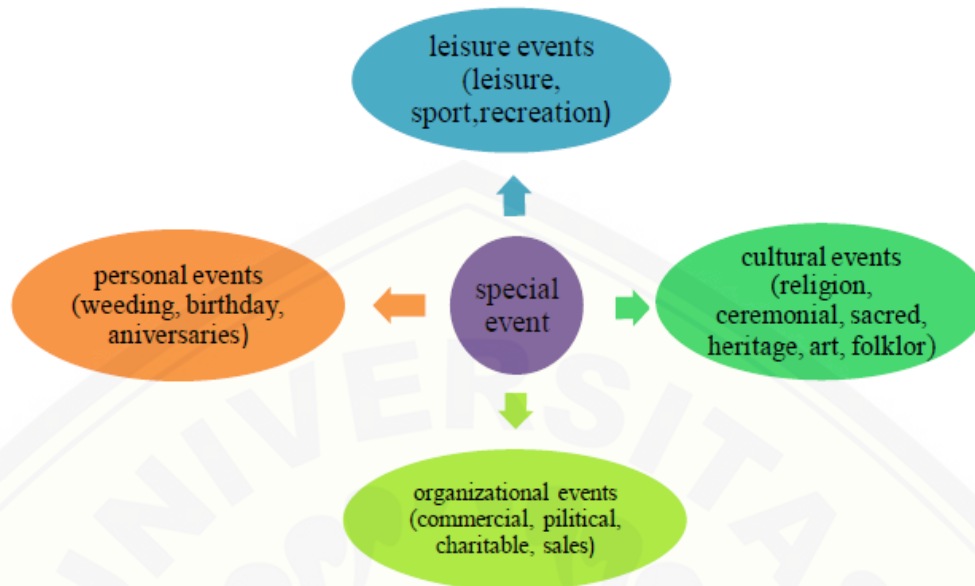 leisure events
(leisure,
sport,recreation)
personal events
(weeding, birthday,
aniversaries)
special
event
cultural events
(religion,
ceremonial, sacred,
heritage, art, folklor)
organizational events
(commercial, pilitical,
charitable, sales)
UNIVERSITA